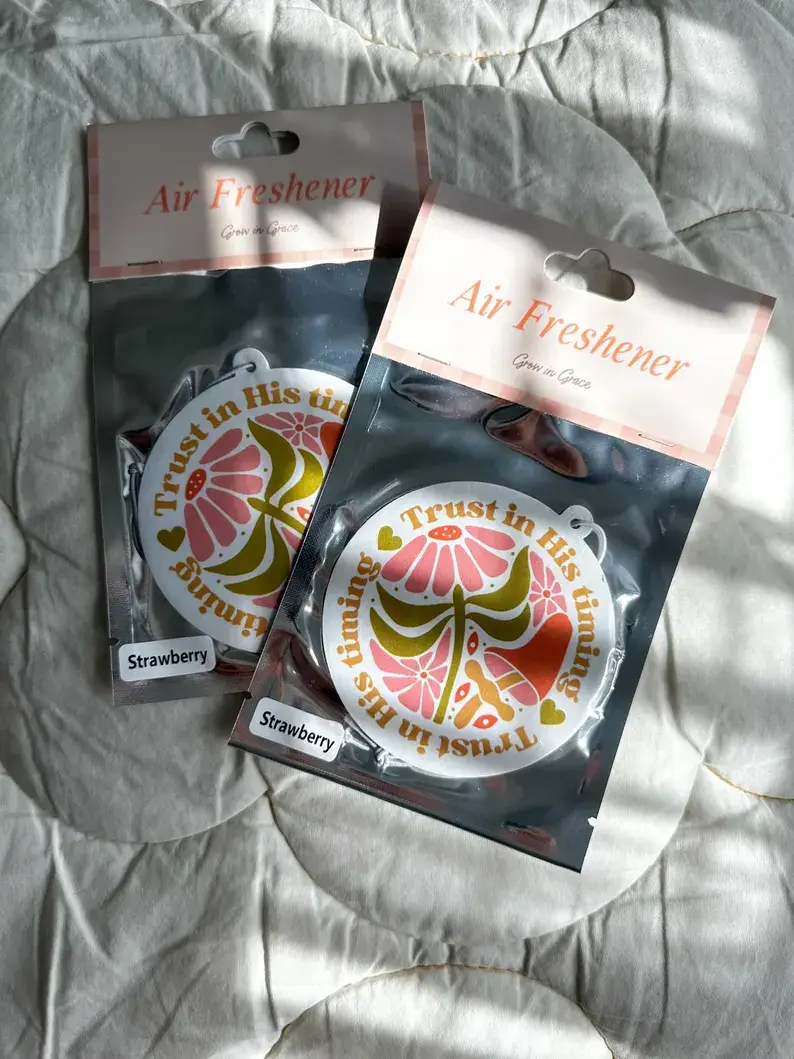 Air Freshener
Grow in Grace
Trust in His tim
timing
Strawberry
Air Freshener
Grow in Grace
Trust in His timing
Trust in His timing
Strawberry